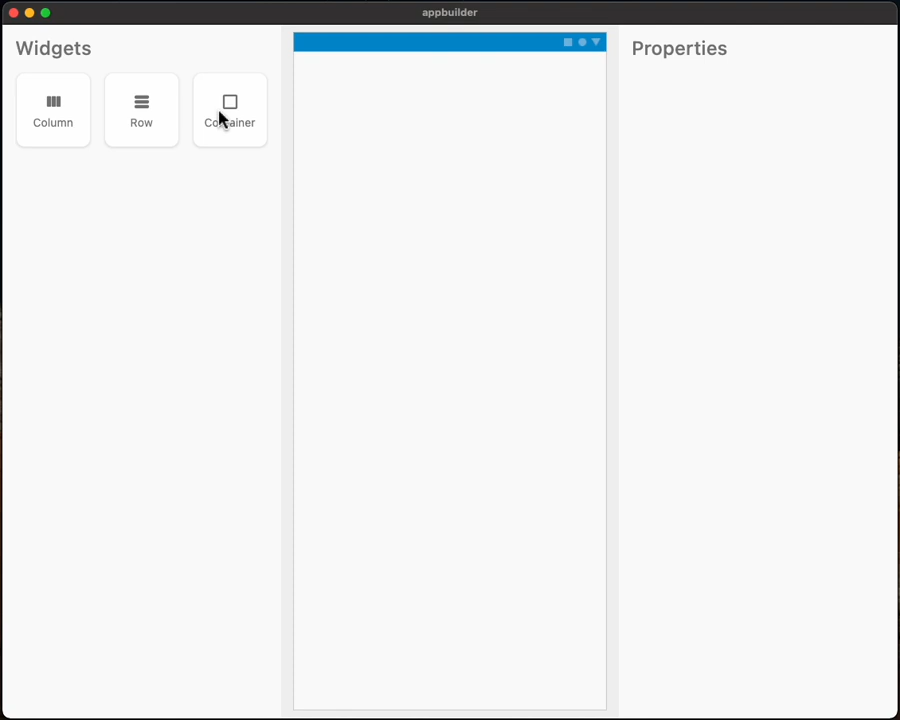 appbuilder
Widgets
Properties
Column
Row
Container